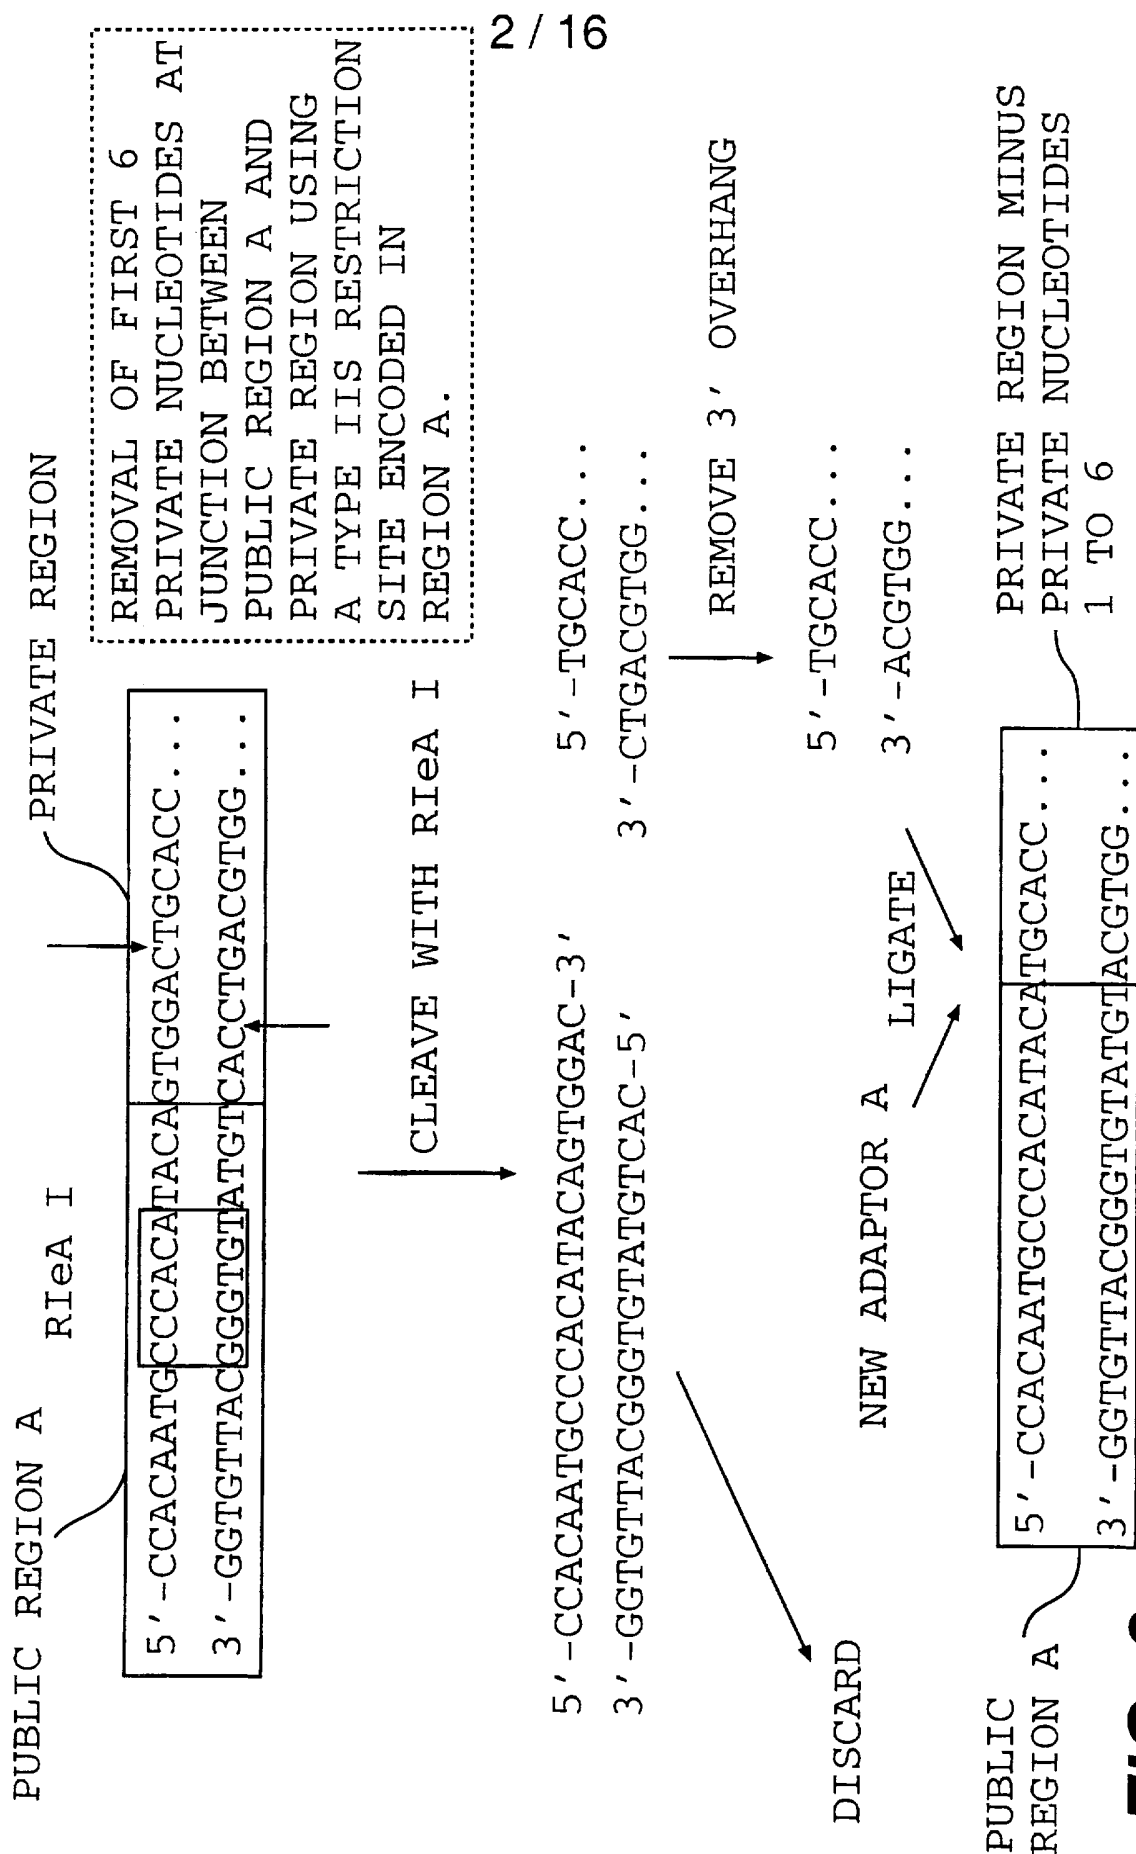 2 / 16
PUBLIC REGION A
RIeA I
PRIVATE REGION
5'-CCACAATGCCCACATACAGTGGACTGCACC...
3'-GGTGTTACGGGTGTATGTCACCTGACGTGG...
REMOVAL OF FIRST 6
PRIVATE NUCLEOTIDES AT
JUNCTION BETWEEN
PUBLIC REGION A AND
PRIVATE REGION USING
A TYPE IIS RESTRICTION
SITE ENCODED IN
REGION A.
CLEAVE WITH RIeA I
5'-CCACAATGCCCACATACAGTGGAC-3'
3'-GGTGTTACGGGTGTATGTCAC-5'
5'-TGCACC...
3'-CTGACGTGG...
REMOVE 3' OVERHANG
DISCARD
5'-TGCACC...
3'-ACGTGG...
NEW ADAPTOR A
LIGATE
PUBLIC
REGION A
5'-CCACAATGCCCACATACATGCACC...
3'-GGTGTTACGGGTGTATGTACGTGG...
PRIVATE REGION MINUS
PRIVATE NUCLEOTIDES
1 TO 6